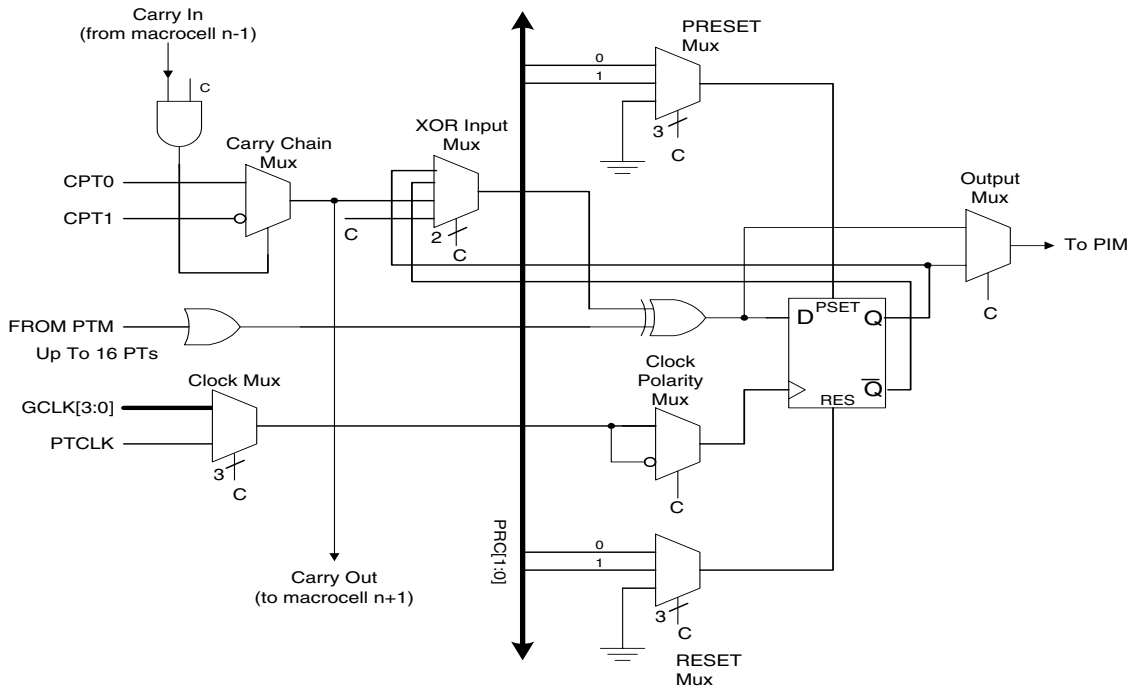 Carry In
(from macrocell n-1)
C
PRESET
Mux
0
1
3
C
Carry Chain
Mux
XOR Input
Mux
CPT0
CPT1
C
2
C
Output
Mux
To PIM
C
FROM PTM
Up To 16 PTs
PSET
D
Q
Q
RES
Clock Mux
GCLK[3:0]
PTCLK
3
C
Clock
Polarity
Mux
C
PRC[1:0]
0
1
3
C
RESET
Mux
Carry Out
(to macrocell n+1)